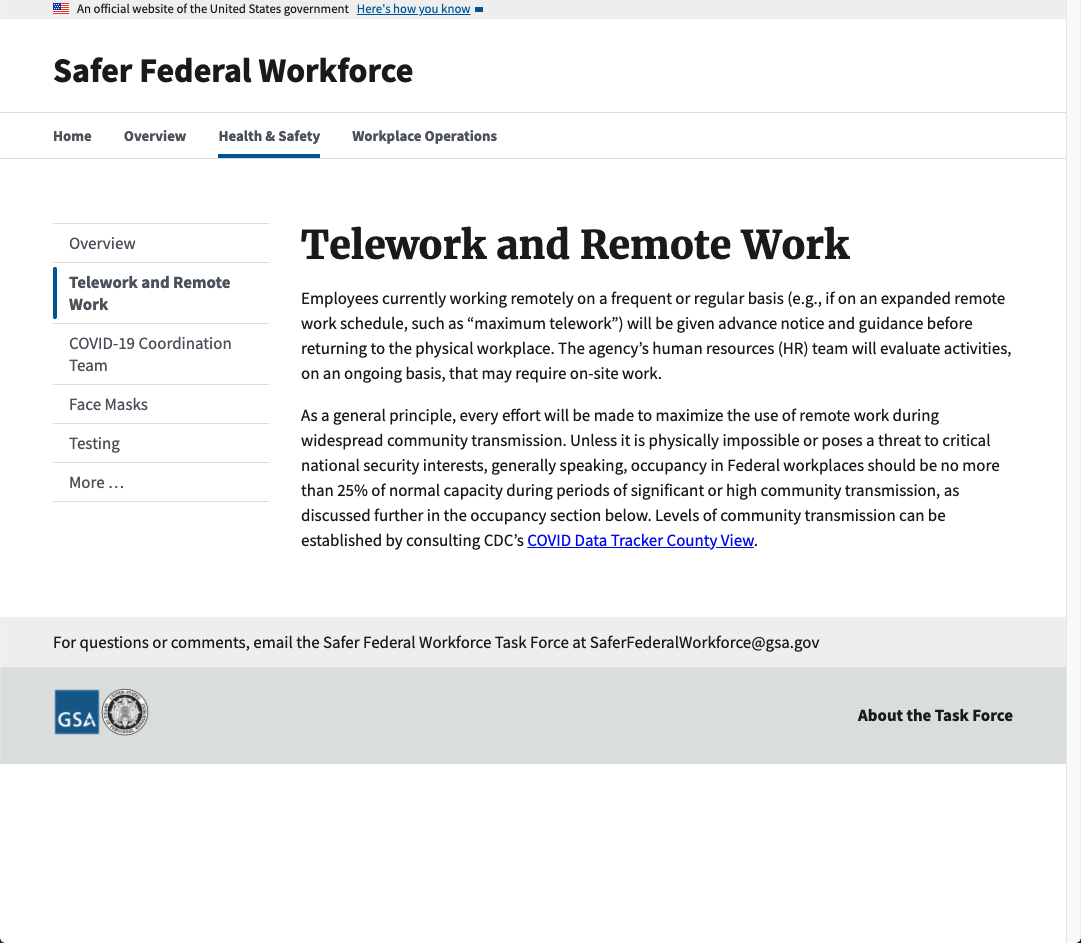 An official website of the United States government Here's how you know
Safer Federal Workforce
Home Overview Health & Safety Workplace Operations
Overview
Telework and Remote
Work
COVID-19 Coordination
Team
Face Masks
Testing
More …
Telework and Remote Work
Employees currently working remotely on a frequent or regular basis (e.g., if on an expanded remote
work schedule, such as “maximum telework”) will be given advance notice and guidance before
returning to the physical workplace. The agency’s human resources (HR) team will evaluate activities,
on an ongoing basis, that may require on-site work.
As a general principle, every effort will be made to maximize the use of remote work during
widespread community transmission. Unless it is physically impossible or poses a threat to critical
national security interests, generally speaking, occupancy in Federal workplaces should be no more
than 25% of normal capacity during periods of significant or high community transmission, as
discussed further in the occupancy section below. Levels of community transmission can be
established by consulting CDC’s COVID Data Tracker County View.
For questions or comments, email the Safer Federal Workforce Task Force at SaferFederalWorkforce@gsa.gov
GSA
About the Task Force